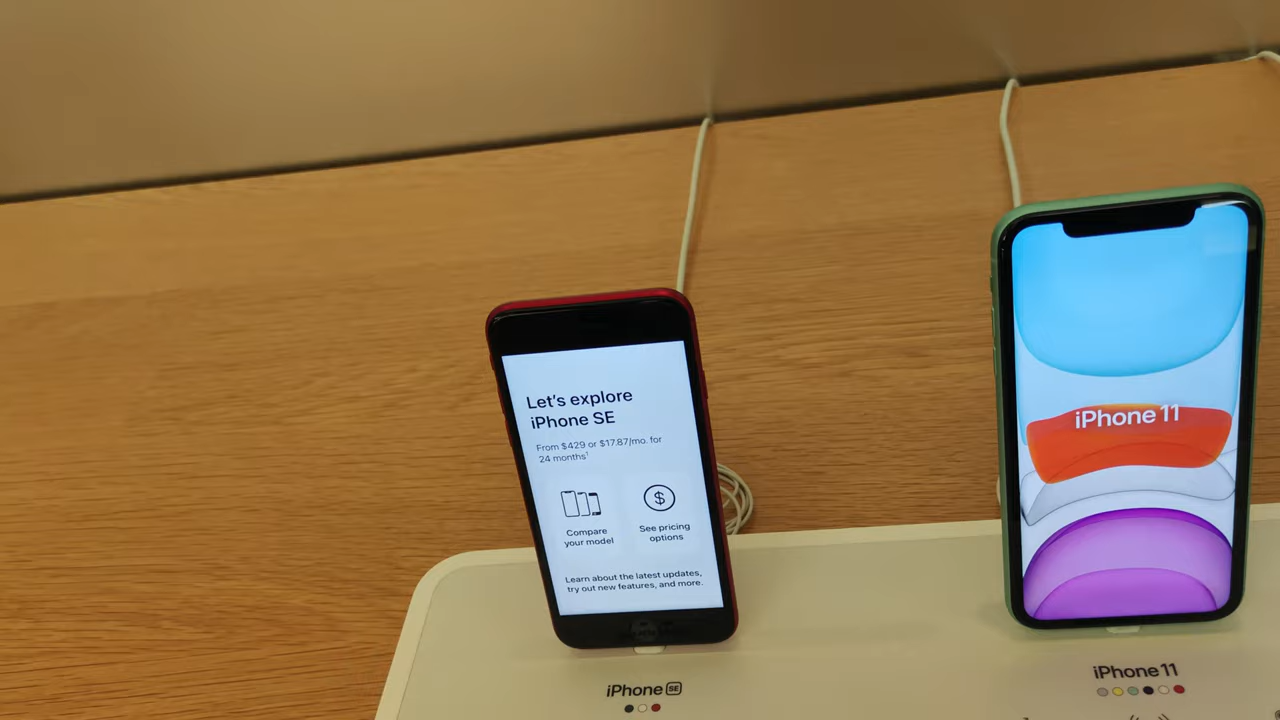 Let's explore
iPhone SE
From $429 or $17.87/mo. for
24 months¹
Compare
your model
See pricing
options
Learn about the latest updates,
try out new features, and more.
iPhone SE
iPhone 11
iPhone 11